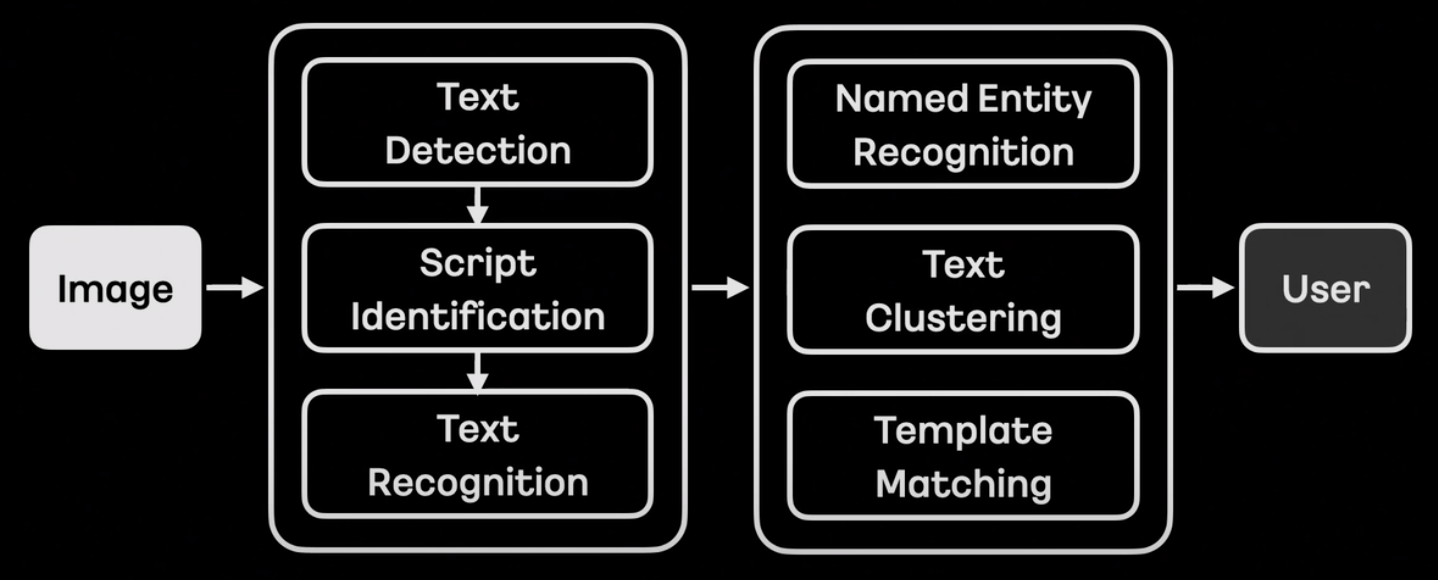 Image
Text
Detection
Script
Identification
Text
Recognition
Named Entity
Recognition
Text
Clustering
Template
Matching
User